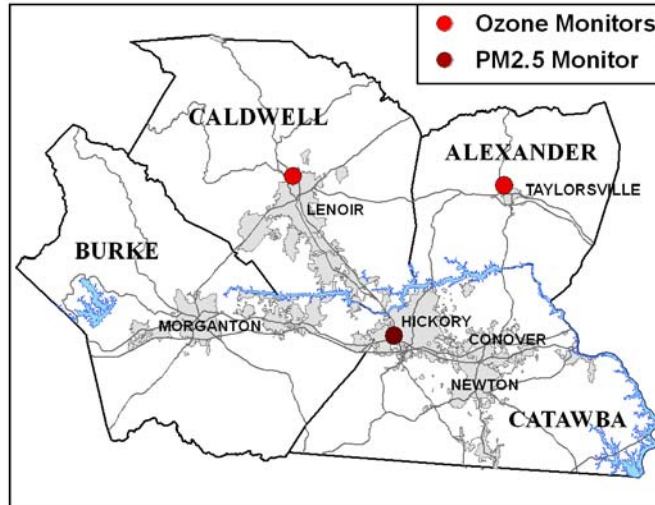 Ozone Monitors
PM2.5 Monitor
CALDWELL
ALEXANDER
TAYLORSVILLE
LENOIR
BURKE
MORGANTON
HICKORY
CONOVER
NEWTON
CATAWBA